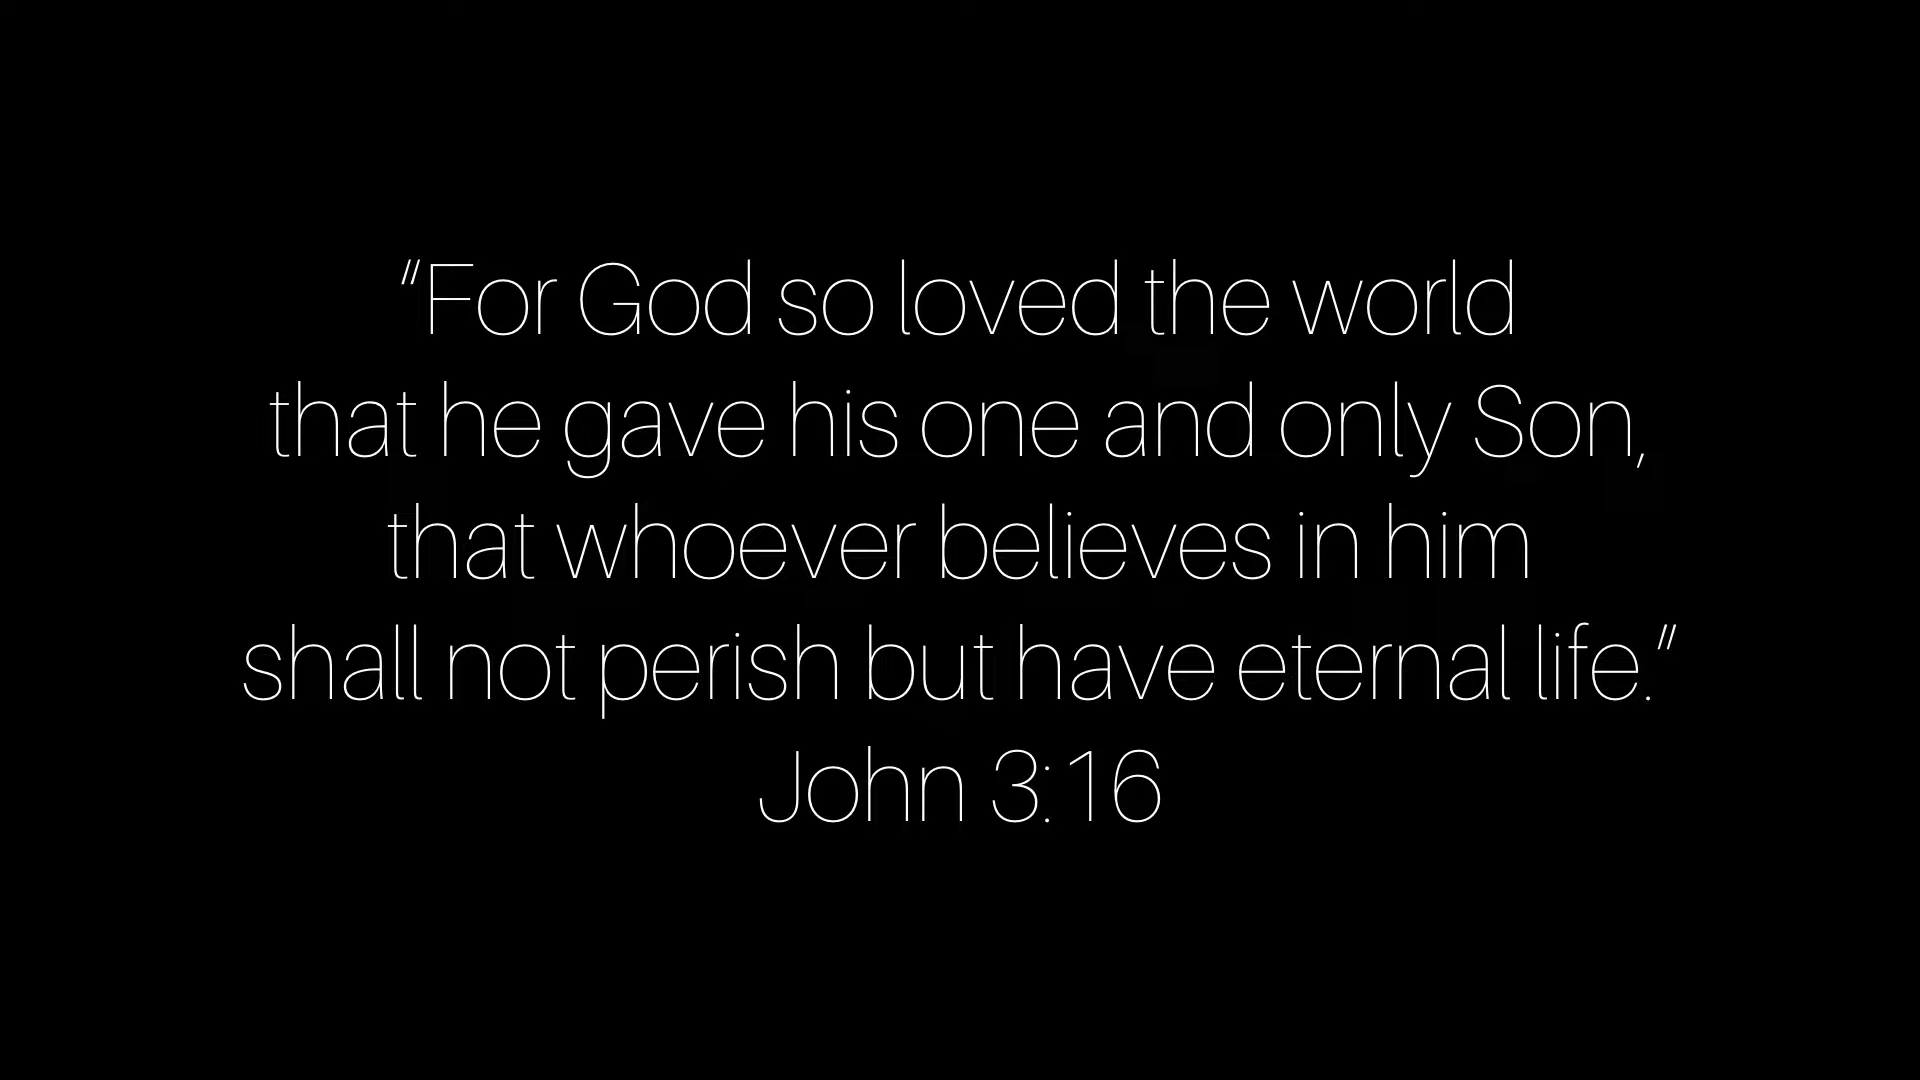 “For God so loved the world
that he gave his one and only Son,
that whoever believes in him
shall not perish but have eternal life.”
John 3:16